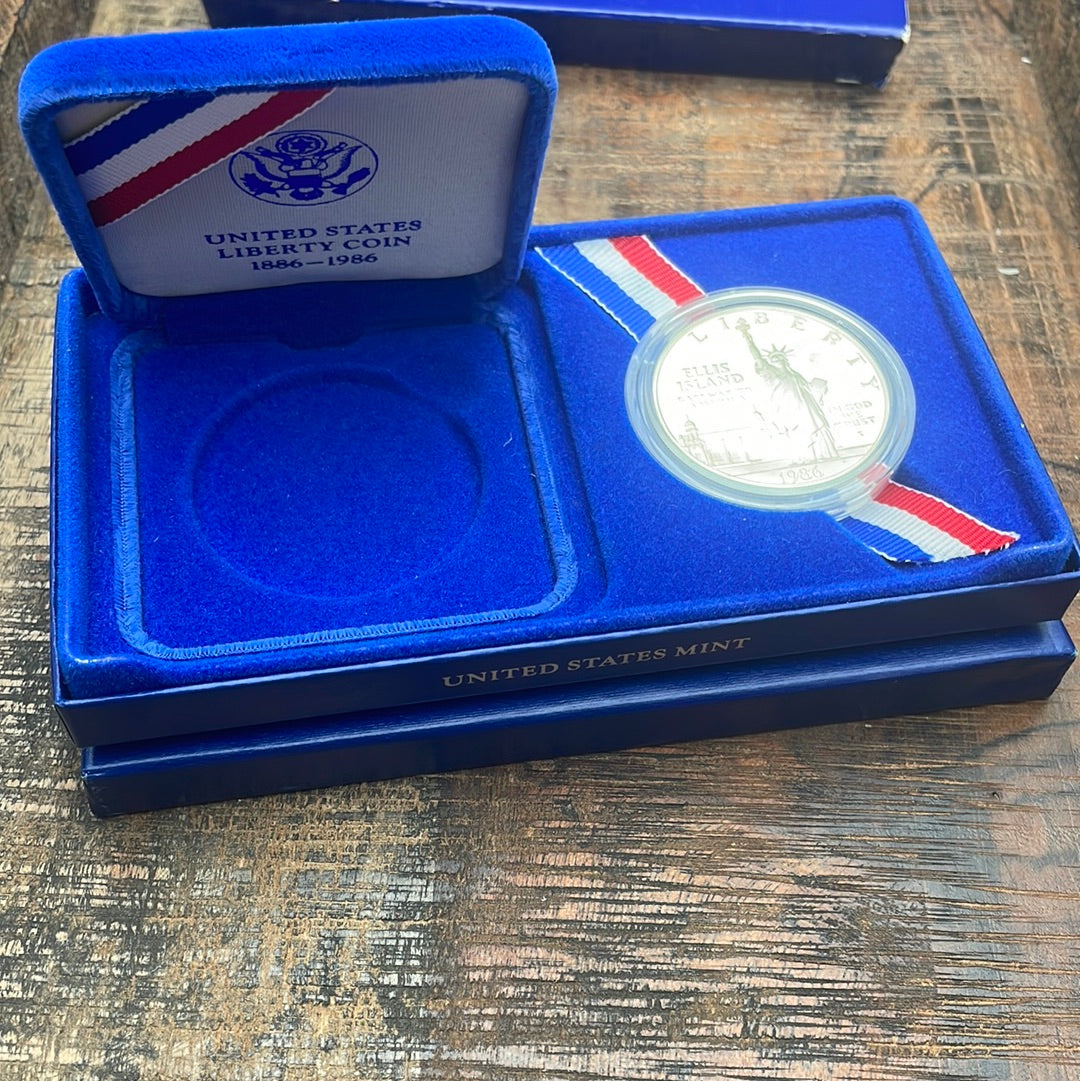 UNITED STATES
LIBERTY COIN
1886–1986
LIBERTY
ELLIS
ISLAND
1986
UNITED STATES MINT